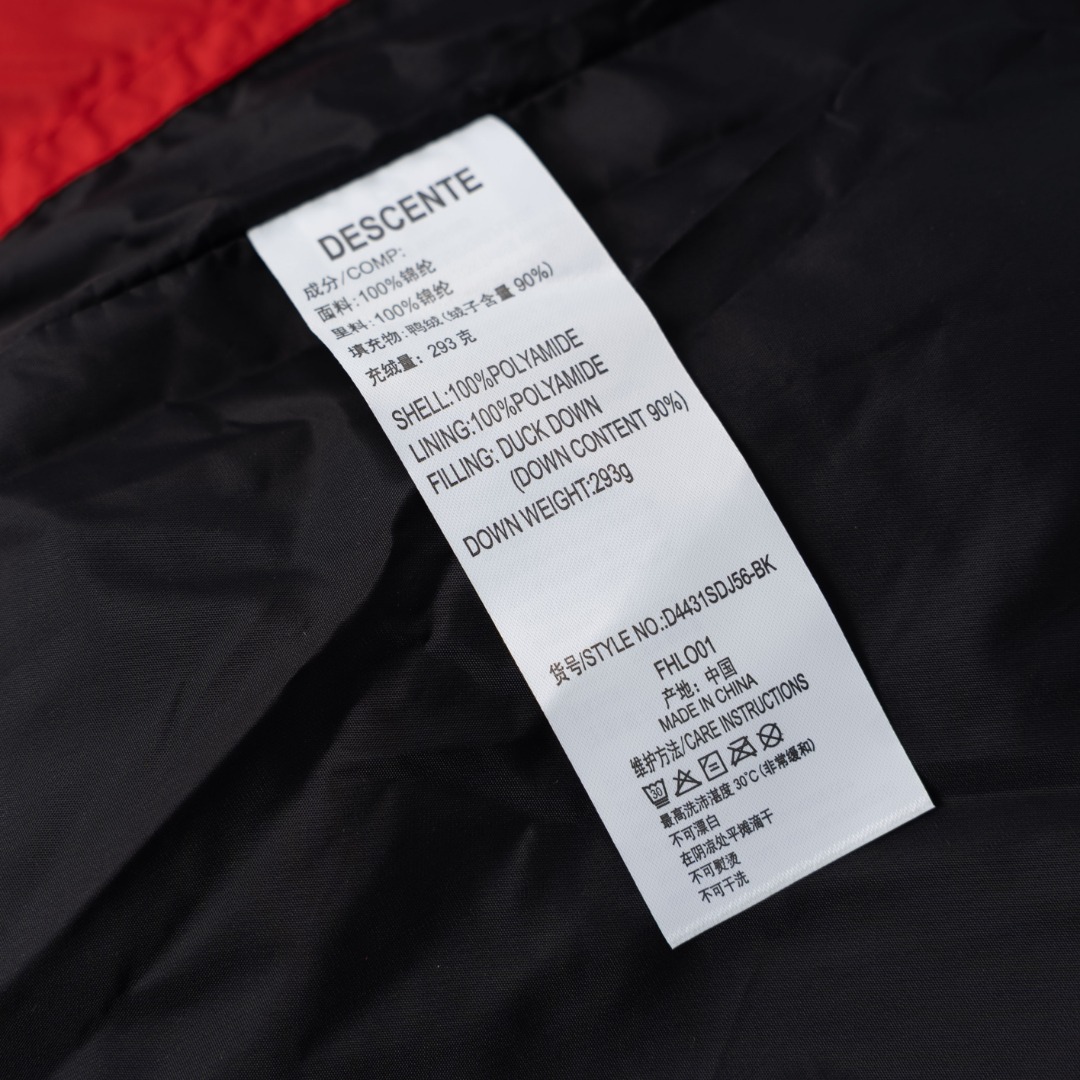 DESCENTE
成分/COMP:
面料:100%锦纶
里料:100%锦纶
填充物:鸭绒(绒子含量 90%)
充绒量: 293 克
SHELL:100%POLYAMIDE
LINING:100%POLYAMIDE
FILLING: DUCK DOWN
(DOWN CONTENT 90%)
DOWN WEIGHT:293g
货号/STYLE NO.:D4431SDJ56-BK
FHLO01
产地: 中国
MADE IN CHINA
维护方法/CARE INSTRUCTIONS
30
最高洗沛湛度 30°C (非常缓和)
不可漂白
在阴凉处平摊滴干
不可熨烫
不可干洗